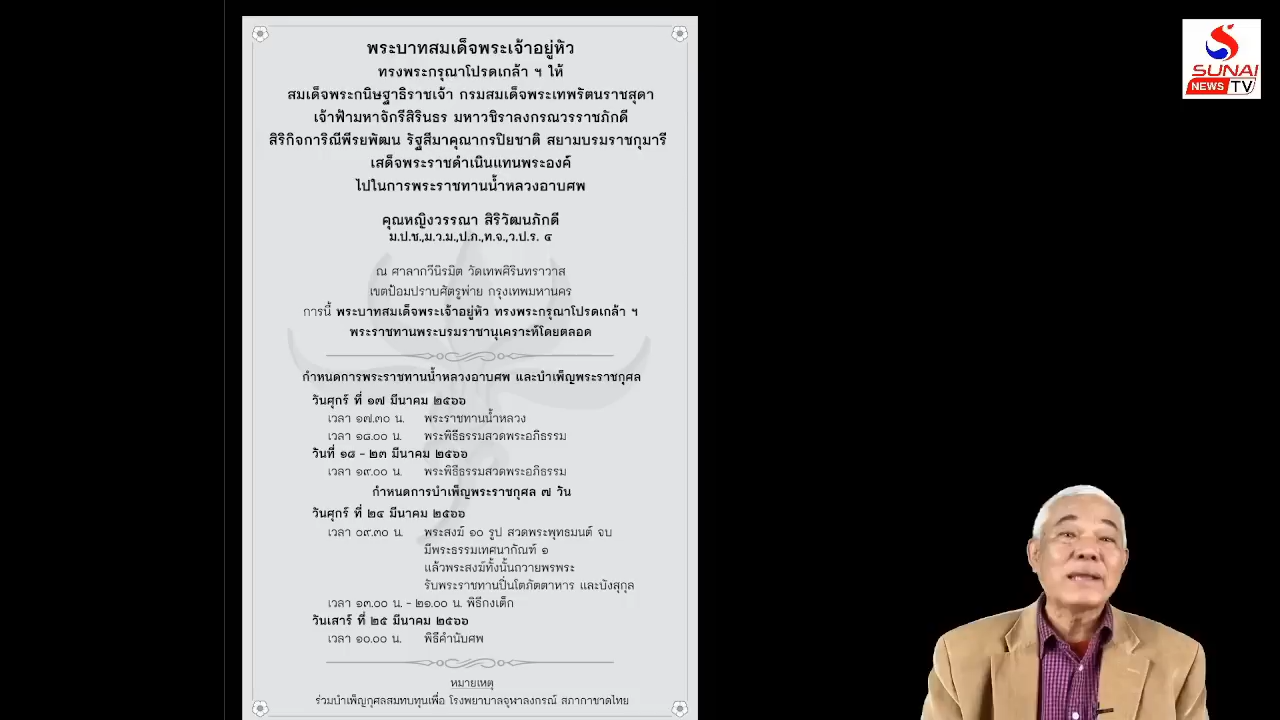 พระบาทสมเด็จพระเจ้าอยู่หัว
ทรงพระกรุณาโปรดเกล้า ฯ ให้
สมเด็จพระกนิษฐาธิราชเจ้า กรมสมเด็จพระเทพรัตนราชสุดา
เจ้าฟ้ามหาจักรีสิรินธร มหาวชิราลงกรณวรราชภักดี
สิริกิจการิณีพีรยพัฒน รัฐสีมาคุณากรปิยชาติ สยามบรมราชกุมารี
เสด็จพระราชดำเนินแทนพระองค์
ไปในการพระราชทานน้ำหลวงอาบศพ
คุณหญิงวรรณา สิริวัฒนภักดี
ม.ป.ช.,ม.ว.ม.,ป.ภ.,ท.จ.,ว.ป.ร. ๔
ณ ศาลากวีนิรมิต วัดเทพศิรินทราวาส
เขตป้อมปราบศัตรูพ่าย กรุงเทพมหานคร
การนี้ พระบาทสมเด็จพระเจ้าอยู่หัว ทรงพระกรุณาโปรดเกล้า ฯ
พระราชทานพระบรมราชานุเคราะห์โดยตลอด
กำหนดการพระราชทานน้ำหลวงอาบศพ และบำเพ็ญพระราชกุศล
วันศุกร์ ที่ ๑๗ มีนาคม ๒๕๖๖
เวลา ๑๗.๓๐ น. พระราชทานน้ำหลวง
เวลา ๑๘.๐๐ น. พระพิธีธรรมสวดพระอภิธรรม
วันที่ ๑๘ - ๒๓ มีนาคม ๒๕๖๖
เวลา ๑๙.๐๐ น. พระพิธีธรรมสวดพระอภิธรรม
กำหนดการบำเพ็ญพระราชกุศล ๗ วัน
วันศุกร์ ที่ ๒๔ มีนาคม ๒๕๖๖
เวลา ๐๙.๓๐ น. พระสงฆ์ ๑๐ รูป สวดพระพุทธมนต์ จบ
มีพระธรรมเทศนากัณฑ์ ๑
แล้วพระสงฆ์ทั้งนั้นถวายพรพระ
รับพระราชทานปิ่นโตภัตตาหาร และบังสุกุล
เวลา ๑๓.๐๐ น. - ๒๑.๐๐ น. พิธีกงเต็ก
วันเสาร์ ที่ ๒๕ มีนาคม ๒๕๖๖
เวลา ๑๐.๐๐ น. พิธีคำนับศพ
หมายเหตุ
ร่วมบำเพ็ญกุศลสมทบทุนเพื่อ โรงพยาบาลจุฬาลงกรณ์ สภากาชาดไทย
SUNAI
NEWS TV